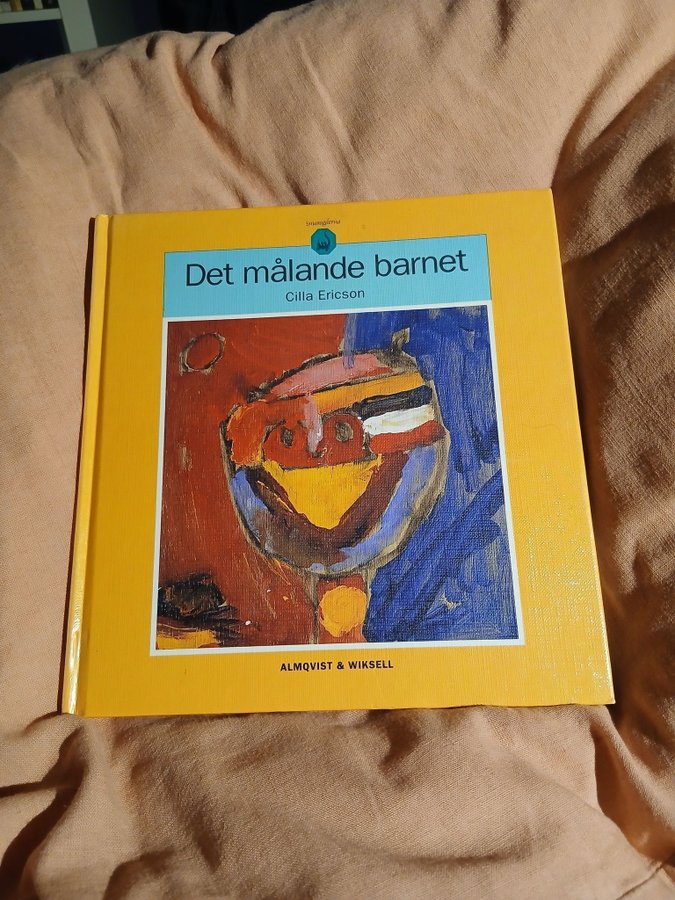 Det målande barnet
Cilla Ericson
ALMQVIST & WIKSELL